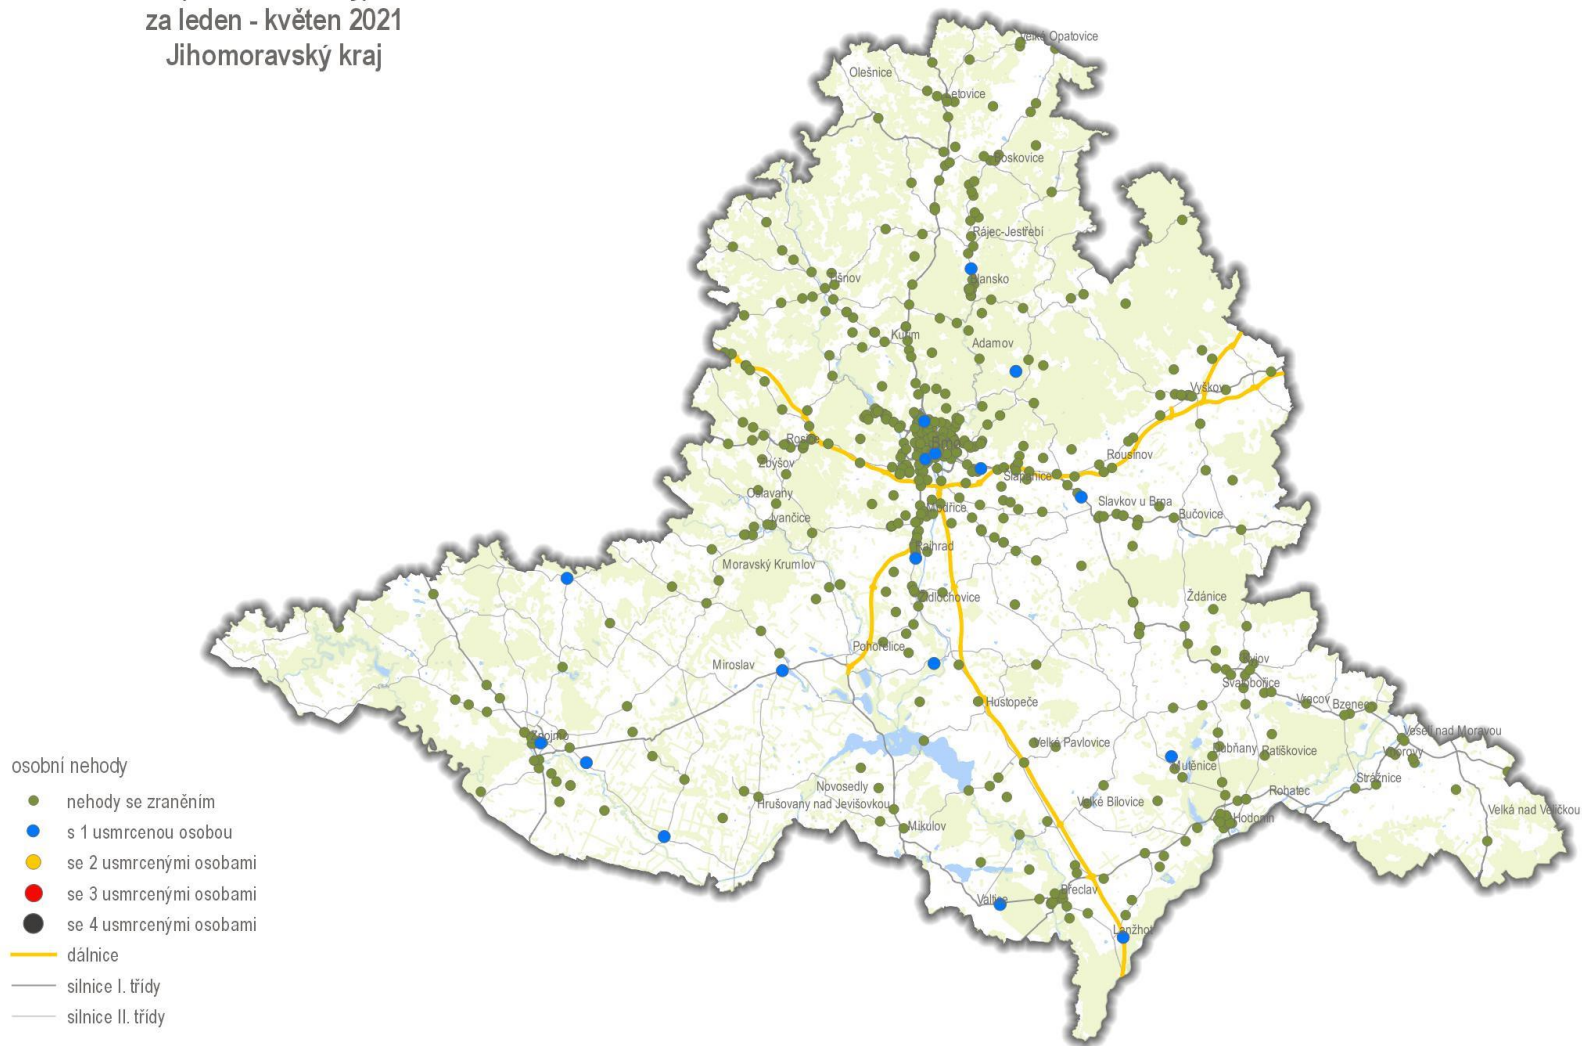 za leden - květen 2021
Jihomoravský kraj
Velké Opatovice
Olešnice
Letovice
Boskovice
Rájec-Jestřebí
Tišnov
Blansko
Kuřim
Adamov
Vyškov
Brno
Rosice
Zbýšov
Rousínov
Šlapanice
Oslavany
Slavkov u Brna
Modřice
Bučovice
Ivančice
Rajhrad
Moravský Krumlov
Židlochovice
Ždánice
Pohořelice
Miroslav
Kyjov
Svatobořice
Hustopeče
Vracov
Bzenec
Veselí nad Moravou
Znojmo
Velké Pavlovice
Dubňany
Ratíškovice
Vnorovy
Mutěnice
Strážnice
Novosedly
Rohatec
Hrušovany nad Jevišovkou
Velké Bílovice
Velká nad Veličkou
Hodonín
Mikulov
Břeclav
Valtice
Lanžhot
osobní nehody
nehody se zraněním
s 1 usmrcenou osobou
se 2 usmrcenými osobami
se 3 usmrcenými osobami
se 4 usmrcenými osobami
dálnice
silnice I. třídy
silnice II. třídy